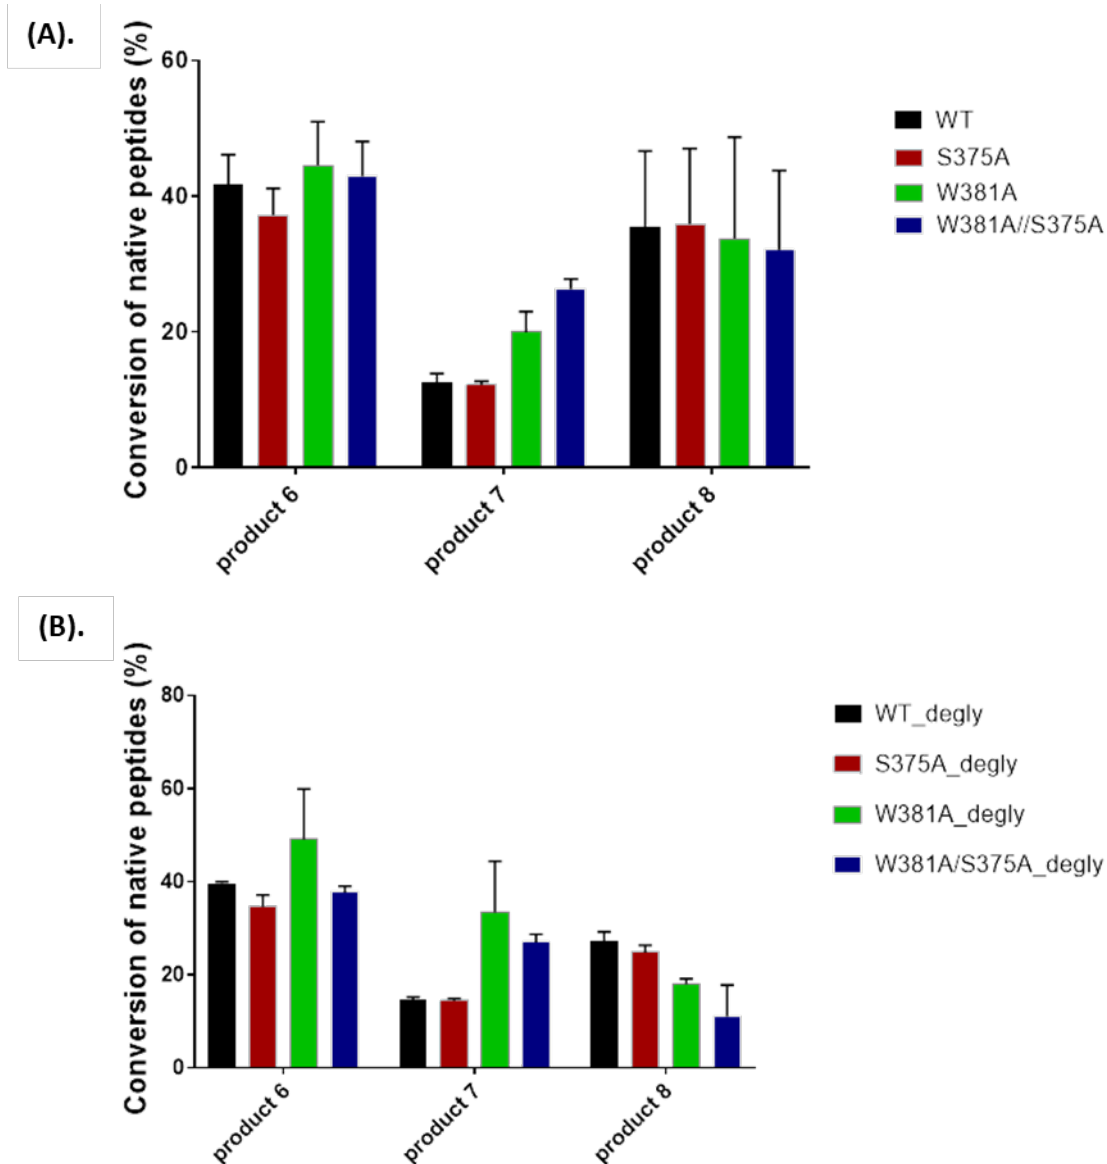 (A).
Conversion of native peptides (%)
60
40
20
0
product 6
product 7
product 8
WT
S375A
W381A
W381A//S375A
(B).
Conversion of native peptides (%)
80
60
40
20
0
product 6
product 7
product 8
WT_degly
S375A_degly
W381A_degly
W381A/S375A_degly